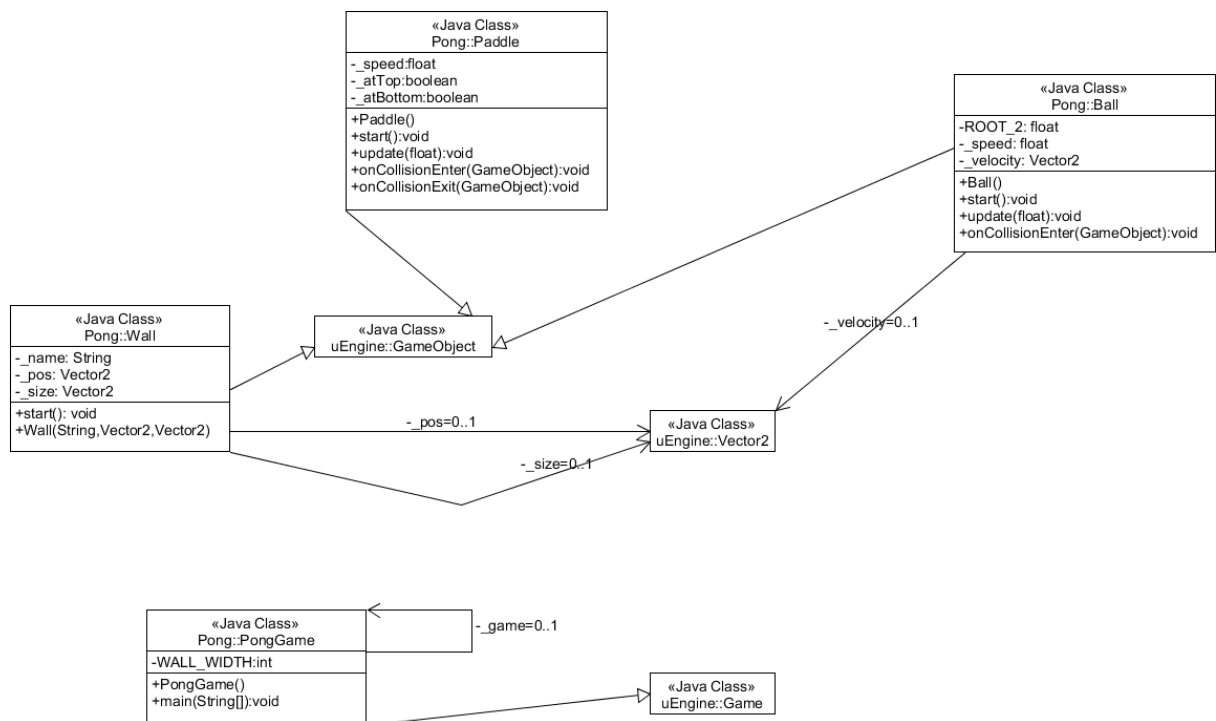 «Java Class»
Pong::Paddle
-_speed:float
-_atTop:boolean
-_atBottom:boolean
+Paddle()
+start():void
+update(float):void
+onCollisionEnter(GameObject):void
+onCollisionExit(GameObject):void
«Java Class»
Pong::Ball
-ROOT_2: float
-_speed: float
-_velocity: Vector2
+Ball()
+start():void
+update(float):void
+onCollisionEnter(GameObject):void
«Java Class»
Pong::Wall
-_name: String
-_pos: Vector2
-_size: Vector2
+start(): void
+Wall(String,Vector2,Vector2)
«Java Class»
uEngine::GameObject
-_velocity=0..1
-_pos=0..1
«Java Class»
uEngine::Vector2
-_size=0..1
«Java Class»
Pong::PongGame
-WALL_WIDTH:int
+PongGame()
+main(String[]):void
-_game=0..1
«Java Class»
uEngine::Game